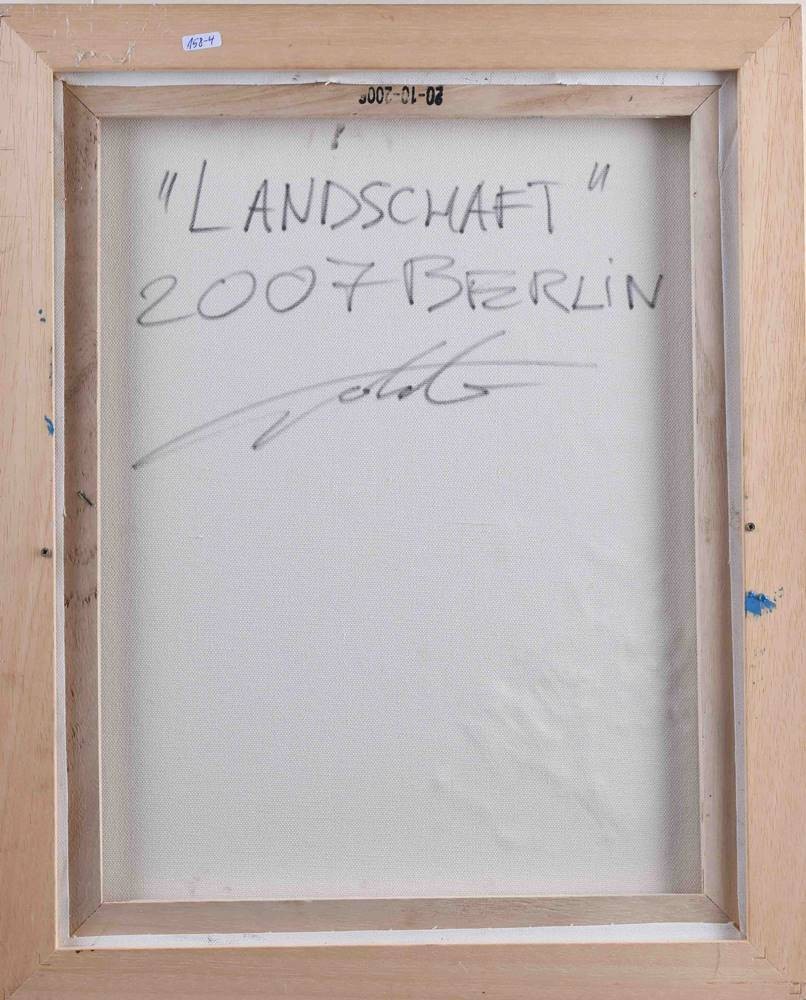 158-4
20-10-2006
"LANDSCHAFT"
2007 BERLIN